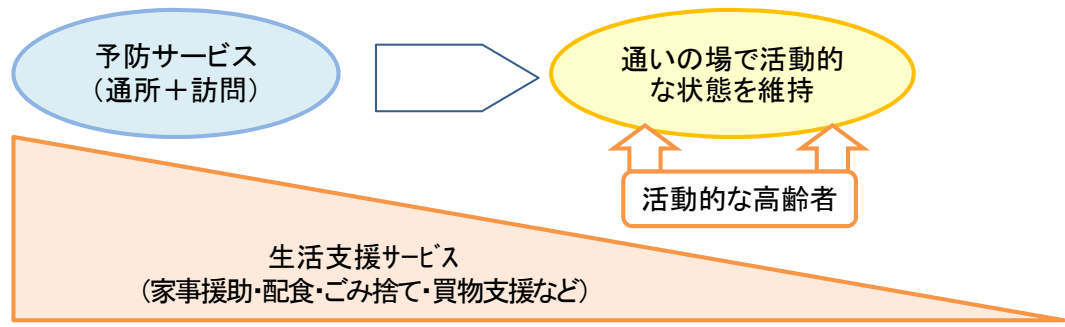 予防サービス
（通所＋訪問）
通いの場で活動的
な状態を維持
活動的な高齢者
生活支援ｻｰﾋﾞｽ
（家事援助・配食・ごみ捨て・買物支援など）